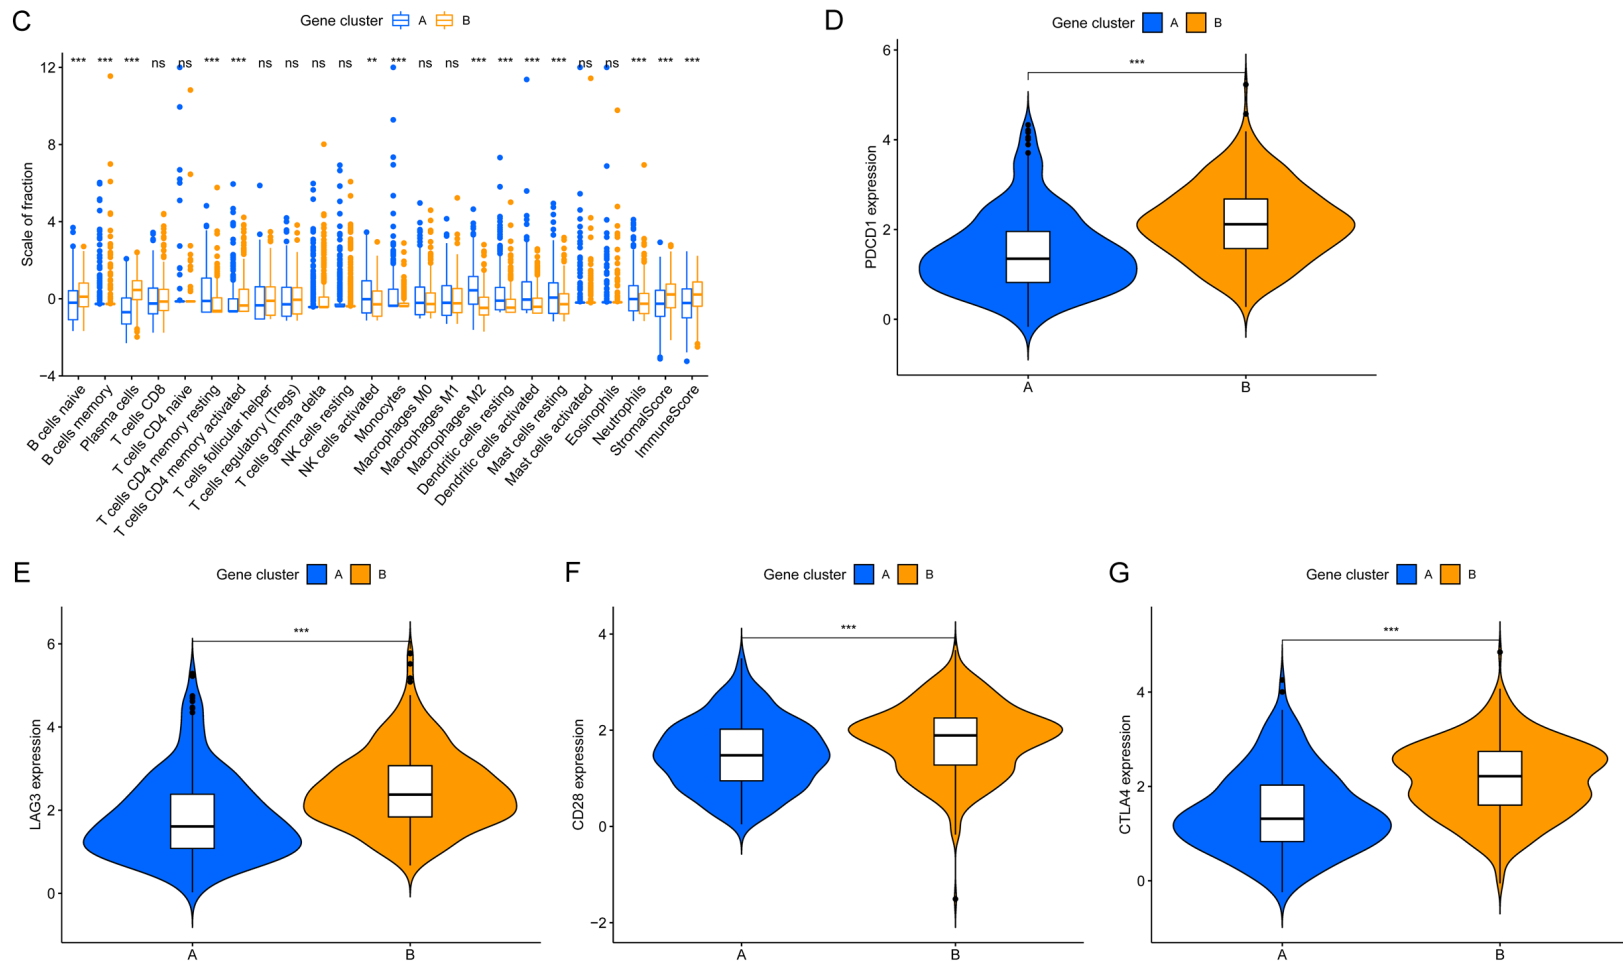 C
Gene cluster A B
Scale of fraction
12
8
4
0
−4
*** *** *** ns ns *** *** ns ns ns ns ** *** ns ns *** *** *** *** ns ns *** *** ***
B cells naive
B cells memory
Plasma cells
T cells CD8
T cells CD4 naive
T cells CD4 memory resting
T cells CD4 memory activated
T cells follicular helper
T cells regulatory (Tregs)
T cells gamma delta
NK cells resting
NK cells activated
Monocytes
Macrophages M0
Macrophages M1
Macrophages M2
Dendritic cells resting
Dendritic cells activated
Mast cells resting
Mast cells activated
Eosinophils
Neutrophils
StromalScore
ImmuneScore
D
Gene cluster A B
PDCD1 expression
6
4
2
0
***
A B
E
Gene cluster A B
LAG3 expression
6
4
2
0
***
A B
F
Gene cluster A B
CD28 expression
4
2
0
−2
***
A B
G
Gene cluster A B
CTLA4 expression
4
2
0
***
A B